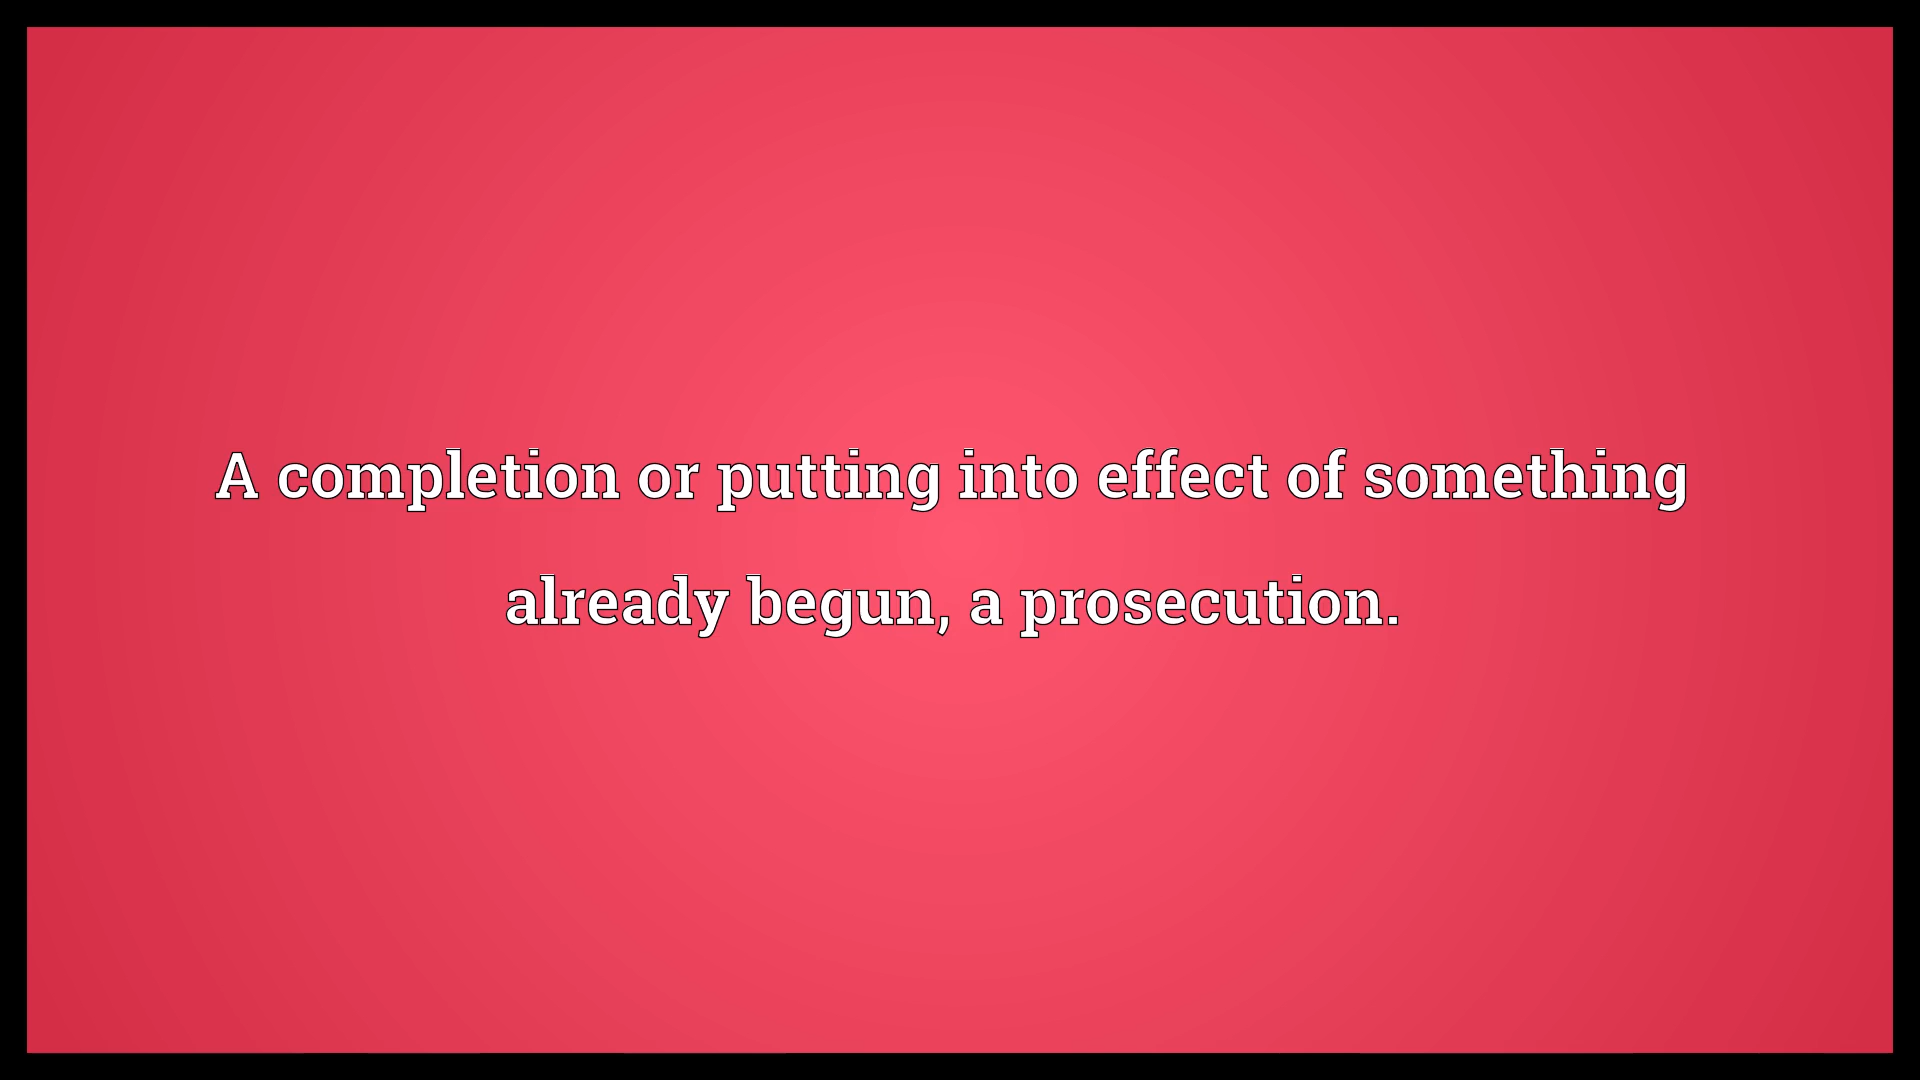 A completion or putting into effect of something
already begun, a prosecution.